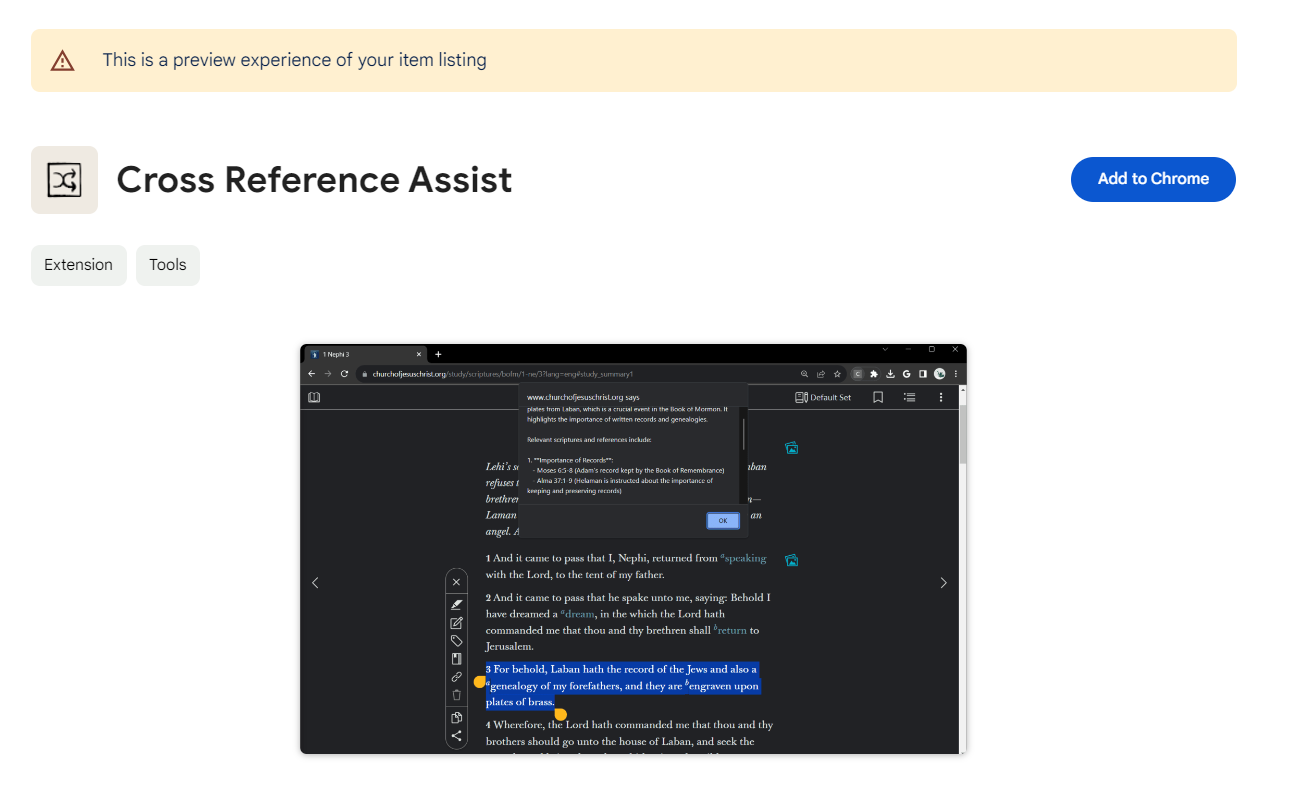 This is a preview experience of your item listing
Cross Reference Assist
Add to Chrome
Extension
Tools
1 Nephi 3
churchofjesuschrist.org/study/scriptures/bofm/1-ne/3?lang=eng#study_summary1
Default Set
www.churchofjesuschrist.org says
plates from Laban, which is a crucial event in the Book of Mormon. It
highlights the importance of written records and genealogies.
Relevant scriptures and references include:
1. **Importance of Records**:
- Moses 6:5-8 (Adam's record kept by the Book of Remembrance)
- Alma 37:1-9 (Helaman is instructed about the importance of
keeping and preserving records)
OK
Lehi's so
refuses t
brethren
Laman
an
angel. A
1 And it came to pass that I, Nephi, returned from a speaking
with the Lord, to the tent of my father.
2 And it came to pass that he spake unto me, saying: Behold I
have dreamed a a dream, in the which the Lord hath
commanded me that thou and thy brethren shall b return to
Jerusalem.
3 For behold, Laban hath the record of the Jews and also a
a genealogy of my forefathers, and they are b engraven upon
plates of brass.
4 Wherefore, the Lord hath commanded me that thou and thy
brothers should go unto the house of Laban, and seek the